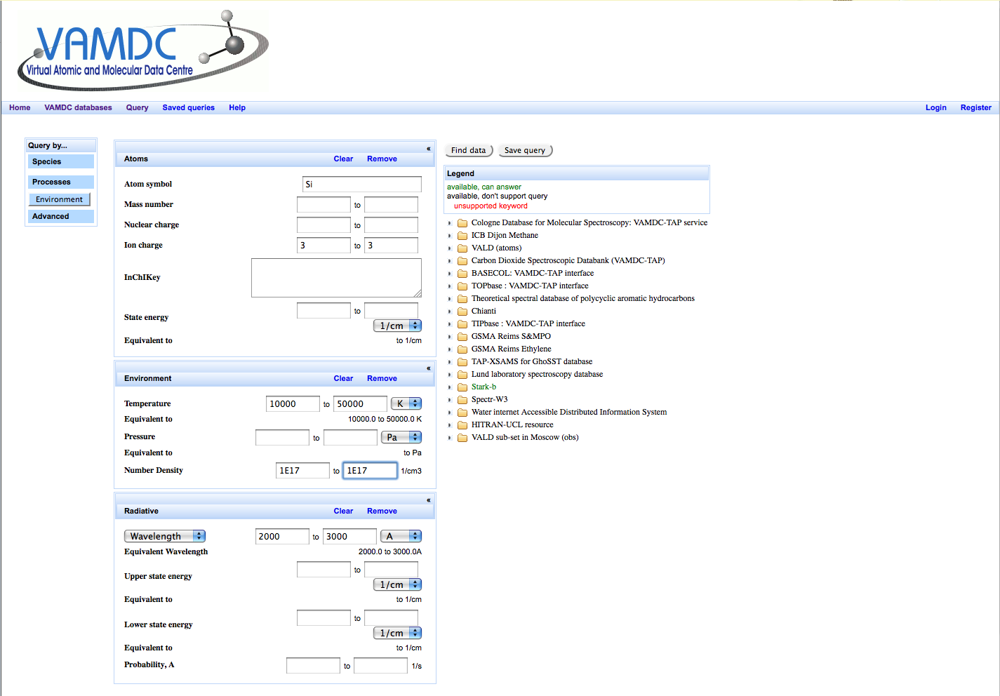 VAMDC
Virtual Atomic and Molecular Data Centre
Home VAMDC databases Query Saved queries Help Login Register
Query by...
Species
Processes
Environment
Advanced
«
Atoms Clear Remove
Atom symbol Si
Mass number to
Nuclear charge to
Ion charge 3 to 3
InChIKey
State energy to
1/cm
Equivalent to to 1/cm
«
Environment Clear Remove
Temperature 10000 to 50000 K
Equivalent to 10000.0 to 50000.0 K
Pressure to Pa
Equivalent to to Pa
Number Density 1E17 to 1E17 1/cm3
«
Radiative Clear Remove
Wavelength 2000 to 3000 A
Equivalent Wavelength 2000.0 to 3000.0A
Upper state energy to
1/cm
Equivalent to to 1/cm
Lower state energy to
1/cm
Equivalent to to 1/cm
Probability, A to 1/s
Find data Save query
Legend
available, can answer
available, don't support query
unsupported keyword
Cologne Database for Molecular Spectroscopy: VAMDC-TAP service
ICB Dijon Methane
VALD (atoms)
Carbon Dioxide Spectroscopic Databank (VAMDC-TAP)
BASECOL: VAMDC-TAP interface
TOPbase : VAMDC-TAP interface
Theoretical spectral database of polycyclic aromatic hydrocarbons
Chianti
TIPbase : VAMDC-TAP interface
GSMA Reims S&MPO
GSMA Reims Ethylene
TAP-XSAMS for GhoSST database
Lund laboratory spectroscopy database
Stark-b
Spectr-W3
Water internet Accessible Distributed Information System
HITRAN-UCL resource
VALD sub-set in Moscow (obs)